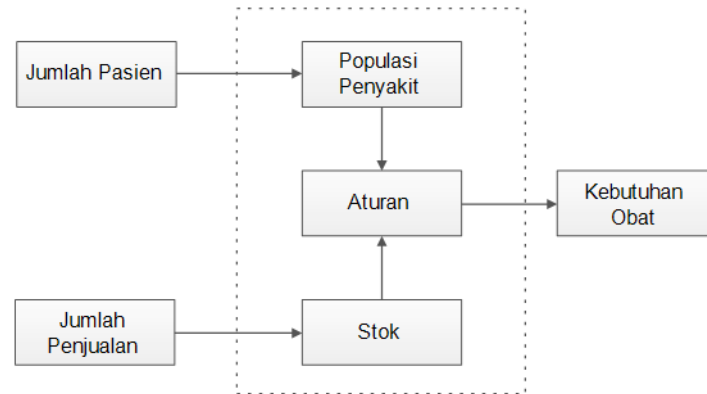 Jumlah Pasien
Populasi
Penyakit
Aturan
Kebutuhan
Obat
Jumlah
Penjualan
Stok